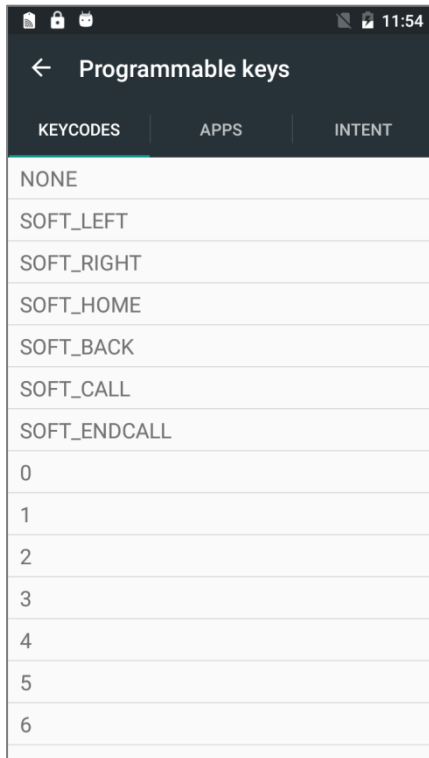 11:54
Programmable keys
KEYCODES APPS INTENT
NONE
SOFT_LEFT
SOFT_RIGHT
SOFT_HOME
SOFT_BACK
SOFT_CALL
SOFT_ENDCALL
0
1
2
3
4
5
6